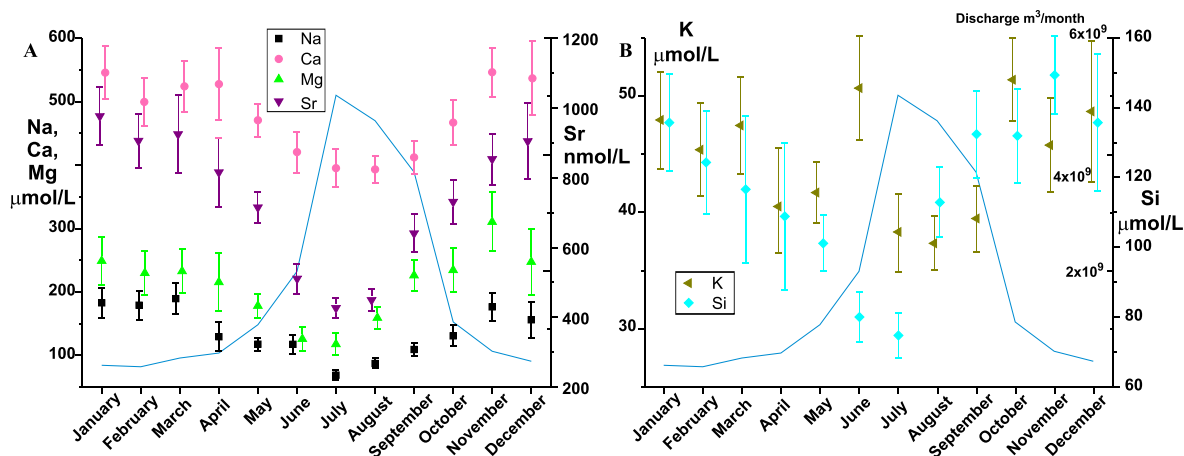 A
Na
Ca
Mg
Sr
600
500
400
300
200
100
Na,
Ca,
Mg
μmol/L
1200
1000
800
600
400
200
Sr
nmol/L
January
February
March
April
May
June
July
August
September
October
November
December
B
K
μmol/L
Discharge m³/month
6x10⁹
4x10⁹
2x10⁹
K
Si
50
40
30
160
140
120
100
80
60
Si
μmol/L
January
February
March
April
May
June
July
August
September
October
November
December